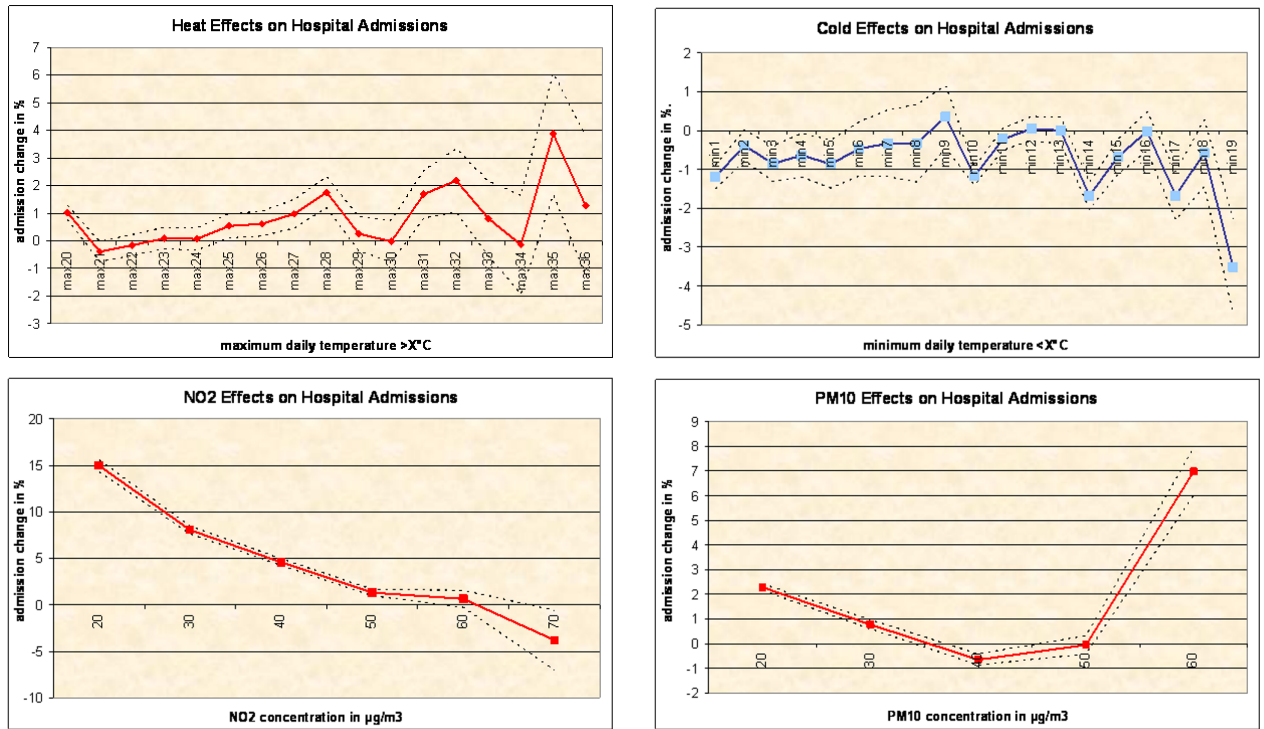 Heat Effects on Hospital Admissions
admission change in %
7
6
5
4
3
2
1
0
-1
-2
-3
max20
max21
max22
max23
max24
max25
max26
max27
max28
max29
max30
max31
max32
max33
max34
max35
max36
maximum daily temperature >X°C
Cold Effects on Hospital Admissions
admission change in %.
2
1
0
-1
-2
-3
-4
-5
min1
min2
min3
min4
min5
min6
min7
min8
min9
min10
min11
min12
min13
min14
min15
min16
min17
min18
min19
minimum daily temperature <X°C
NO2 Effects on Hospital Admissions
admission change in %
20
15
10
5
0
-5
-10
20
30
40
50
60
70
NO2 concentration in µg/m3
PM10 Effects on Hospital Admissions
admission change in %
9
8
7
6
5
4
3
2
1
0
-1
-2
20
30
40
50
60
PM10 concentration in µg/m3